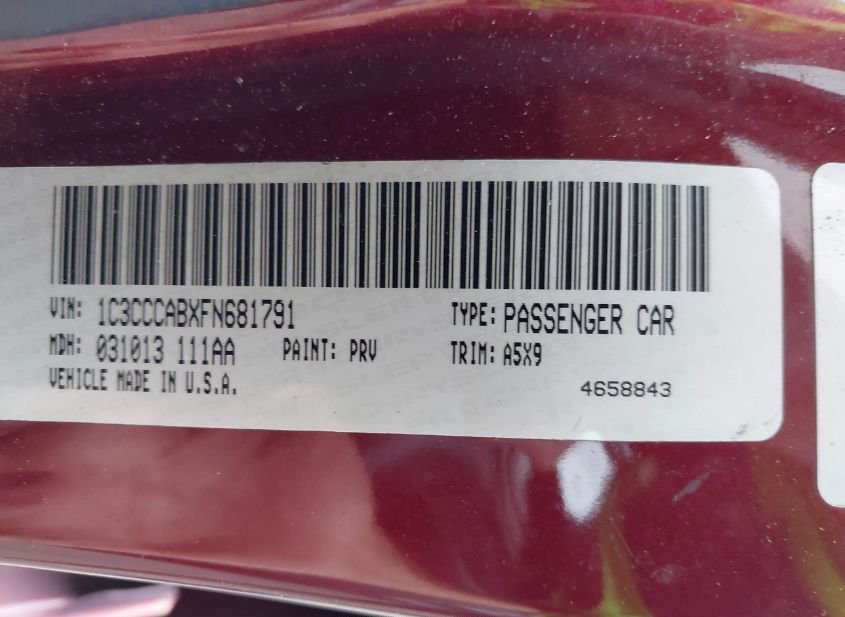 VIN: 1C3CCCABXFN681791 TYPE: PASSENGER CAR
MDH: 031013 111AA PAINT: PRV TRIM: A5X9
VEHICLE MADE IN U.S.A. 4658843